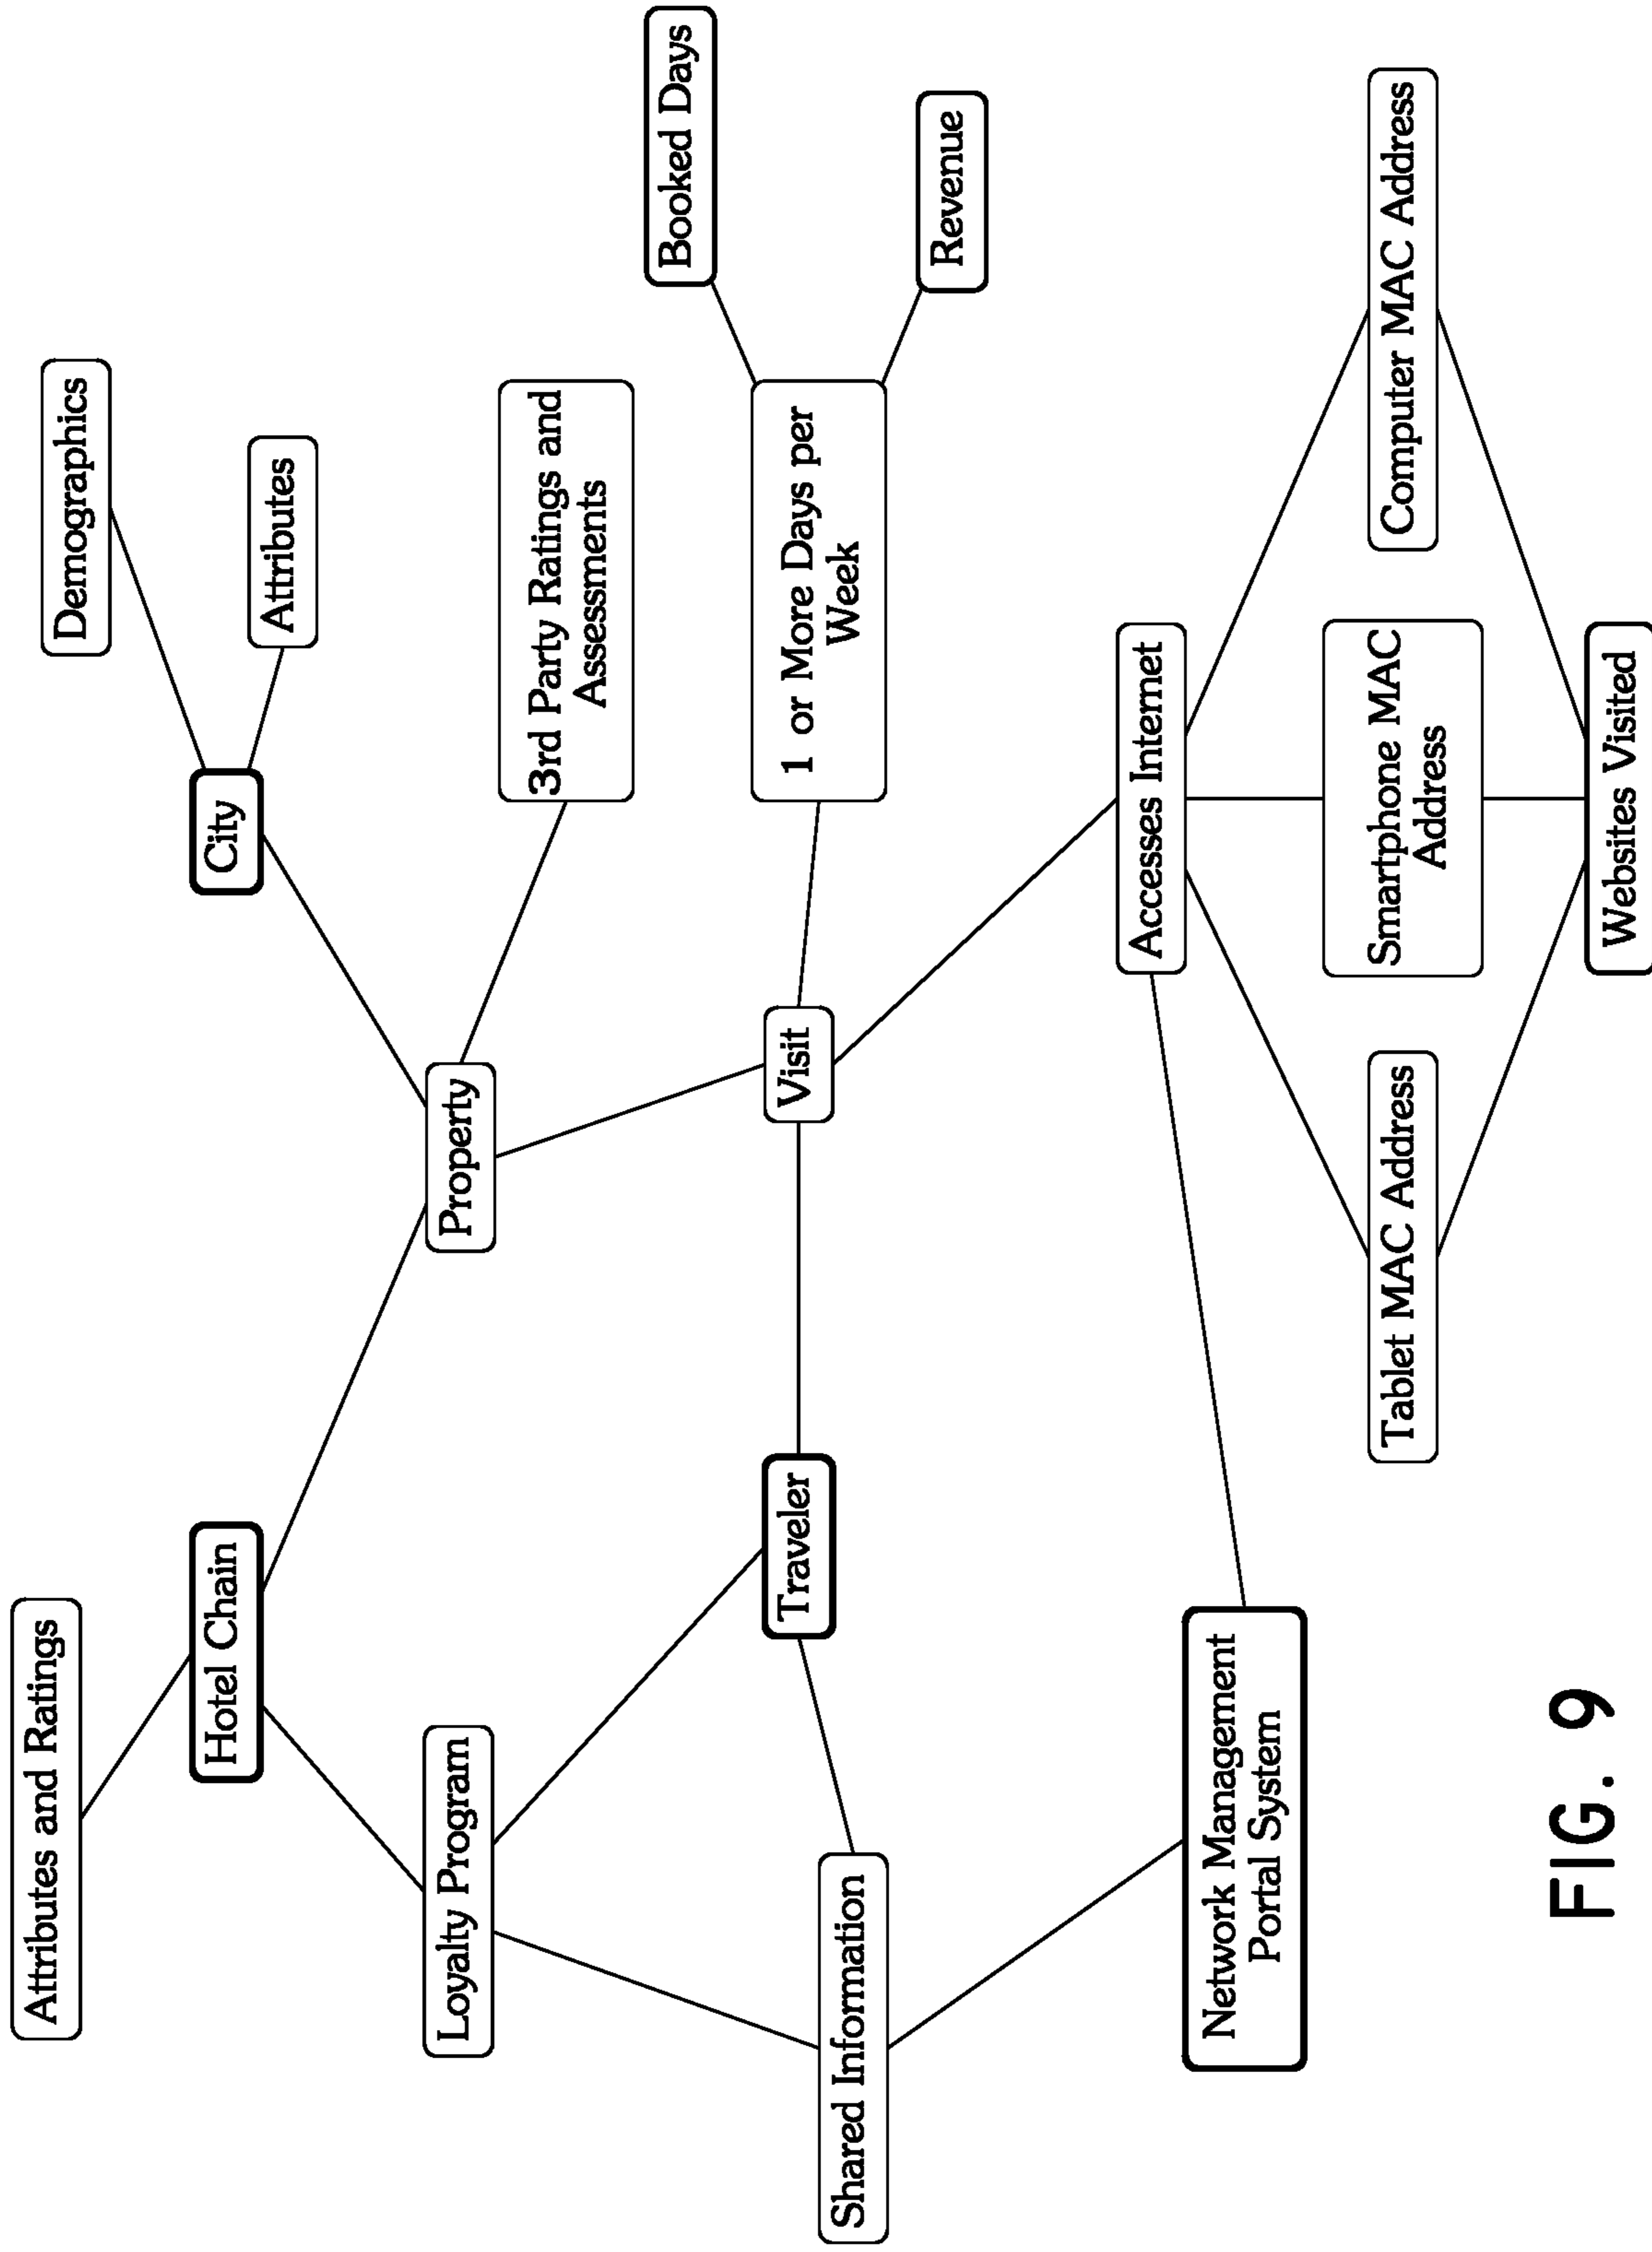 Attributes and Ratings
Demographics
Hotel Chain
City
Attributes
Loyalty Program
Property
3rd Party Ratings and
Assessments
Booked Days
Shared Information
Traveler
Visit
1 or More Days per
Week
Revenue
Network Management
Portal System
Accesses Internet
Tablet MAC Address
Smartphone MAC
Address
Computer MAC Address
Websites Visited
FIG. 9